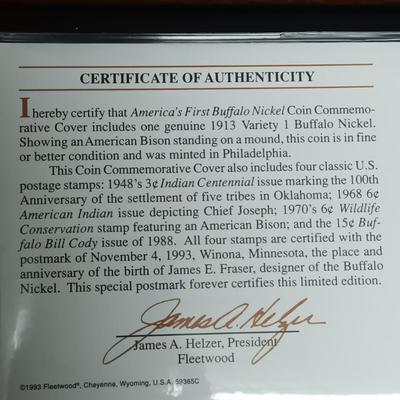 CERTIFICATE OF AUTHENTICITY
I hereby certify that America's First Buffalo Nickel Coin Commemo-
rative Cover includes one genuine 1913 Variety 1 Buffalo Nickel.
Showing an American Bison standing on a mound, this coin is in fine
or better condition and was minted in Philadelphia.
This Coin Commemorative Cover also includes four classic U.S.
postage stamps: 1948's 3¢ Indian Centennial issue marking the 100th
Anniversary of the settlement of five tribes in Oklahoma; 1968 6¢
American Indian issue depicting Chief Joseph; 1970's 6¢ Wildlife
Conservation stamp featuring an American Bison; and the 15¢ Buf-
falo Bill Cody issue of 1988. All four stamps are certified with the
postmark of November 4, 1993, Winona, Minnesota, the place and
anniversary of the birth of James E. Fraser, designer of the Buffalo
Nickel. This special postmark forever certifies this limited edition.
James A. Helzer
James A. Helzer, President
Fleetwood
©1993 Fleetwood®, Cheyenne, Wyoming, U.S.A. 59365C